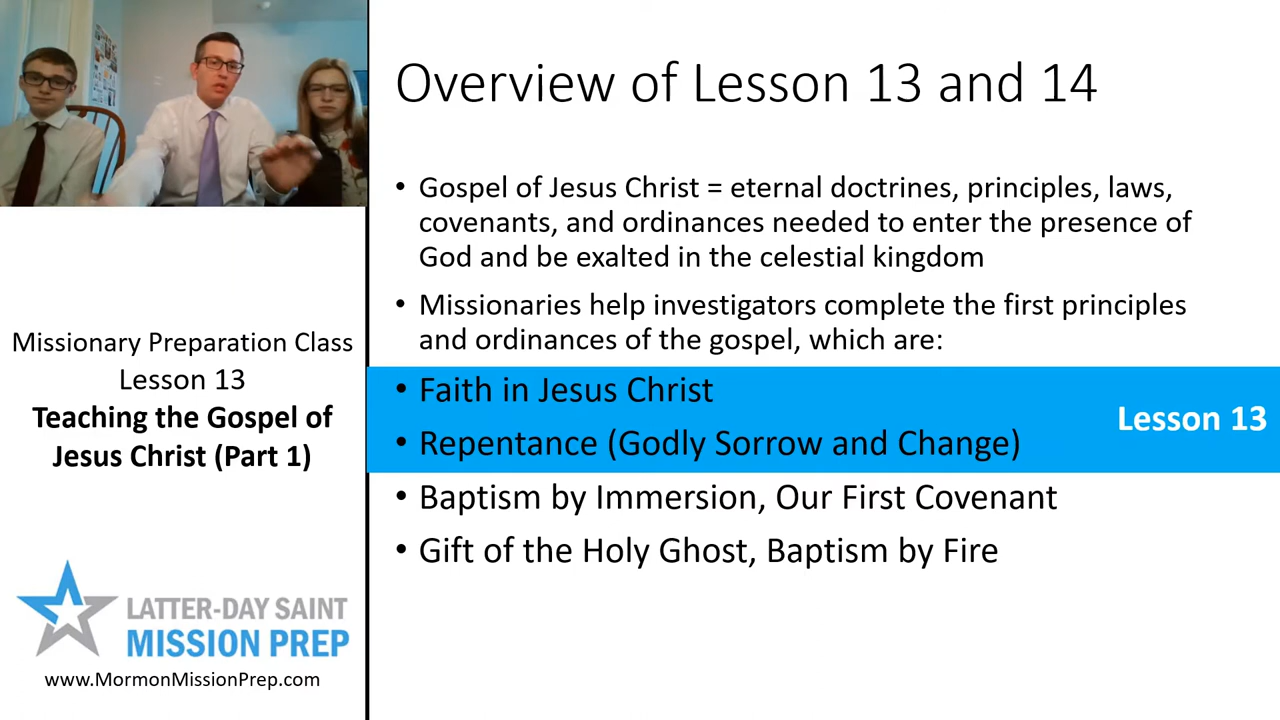 Overview of Lesson 13 and 14
• Gospel of Jesus Christ = eternal doctrines, principles, laws,
covenants, and ordinances needed to enter the presence of
God and be exalted in the celestial kingdom
• Missionaries help investigators complete the first principles
and ordinances of the gospel, which are:
• Faith in Jesus Christ
• Repentance (Godly Sorrow and Change)
Lesson 13
• Baptism by Immersion, Our First Covenant
• Gift of the Holy Ghost, Baptism by Fire
Missionary Preparation Class
Lesson 13
Teaching the Gospel of
Jesus Christ (Part 1)
LATTER-DAY SAINT
MISSION PREP
www.MormonMissionPrep.com